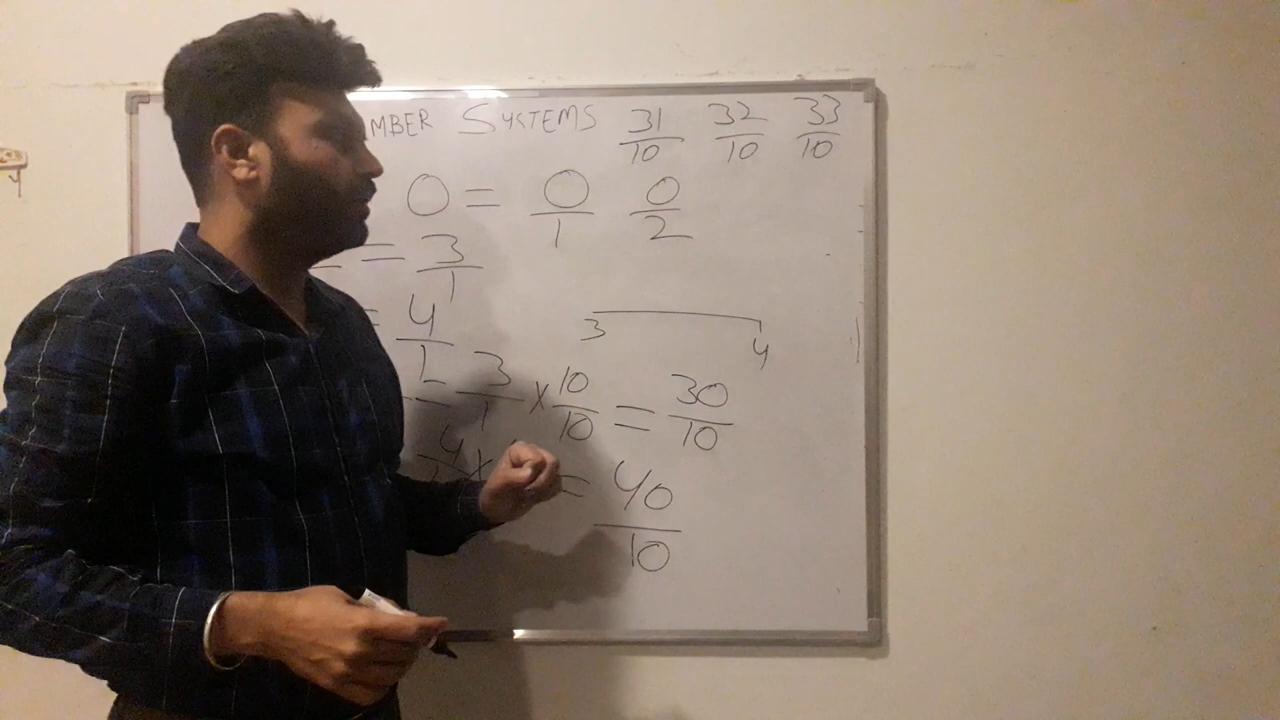 MBER SYSTEMS 31/10 32/10 33/10
0 = 0/1 0/2
= 3/1
= 4/1
3 4
= 3/1 × 10/10 = 30/10
4 × = 40/10